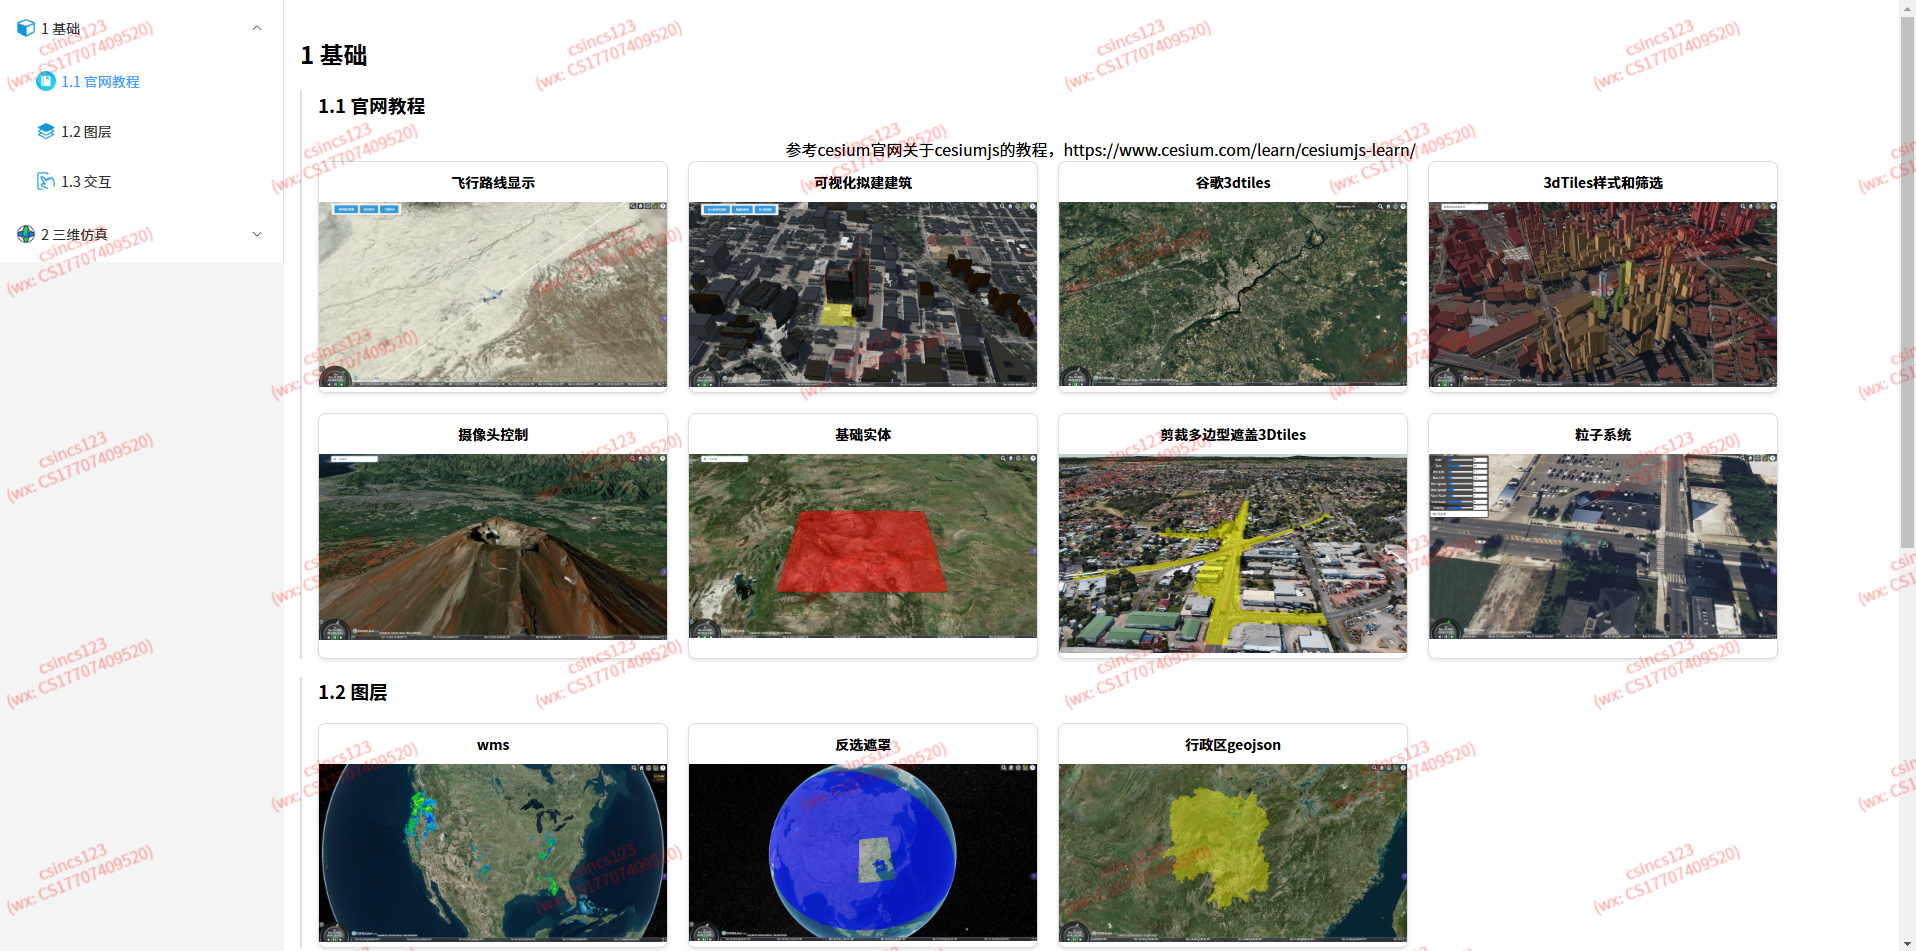 1 基础
1.1 官网教程
1.2 图层
1.3 交互
2 三维仿真
1 基础
1.1 官网教程
参考cesium官网关于cesiumjs的教程，https://www.cesium.com/learn/cesiumjs-learn/
飞行路线显示
可视化拟建建筑
谷歌3dtiles
3dTiles样式和筛选
摄像头控制
基础实体
剪裁多边型遮盖3Dtiles
粒子系统
1.2 图层
wms
反选遮罩
行政区geojson
csincs123
(wx: CS17707409520)